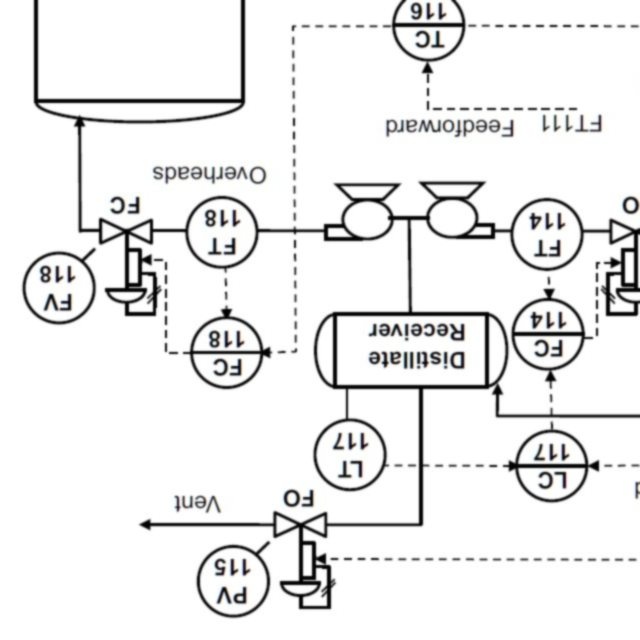 PV
115
FO
Vent
LC
117
LT
117
Distillate
Receiver
FC
114
FC
118
FV
118
O
FT
114
FT
118
FC
Overheads
FT111 Feedforward
TC
116